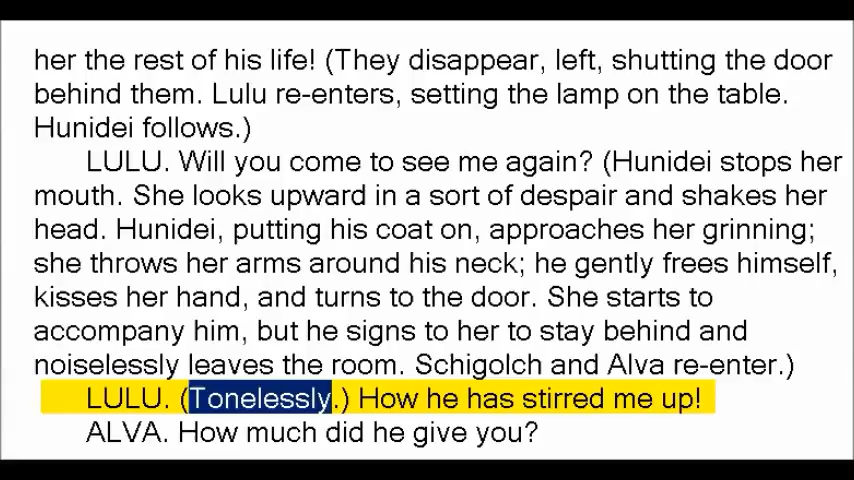 her the rest of his life! (They disappear, left, shutting the door
behind them. Lulu re-enters, setting the lamp on the table.
Hunidei follows.)
LULU. Will you come to see me again? (Hunidei stops her
mouth. She looks upward in a sort of despair and shakes her
head. Hunidei, putting his coat on, approaches her grinning;
she throws her arms around his neck; he gently frees himself,
kisses her hand, and turns to the door. She starts to
accompany him, but he signs to her to stay behind and
noiselessly leaves the room. Schigolch and Alva re-enter.)
LULU. (Tonelessly.) How he has stirred me up!
ALVA. How much did he give you?